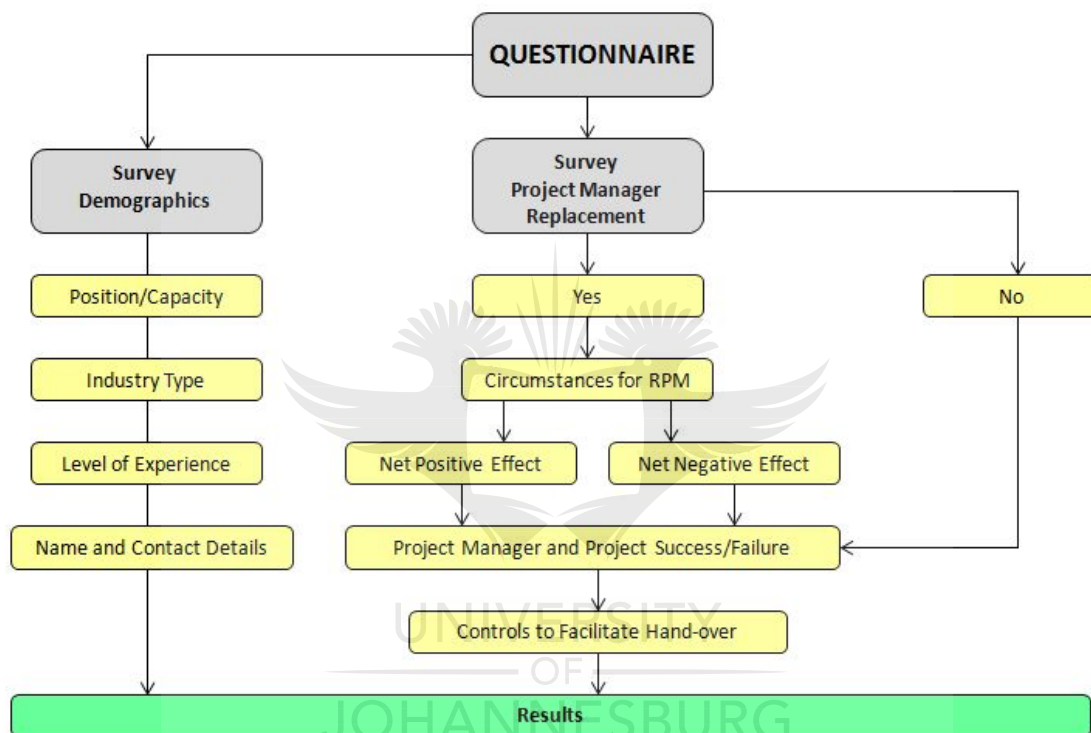 QUESTIONNAIRE
Survey
Demographics
Survey
Project Manager
Replacement
Position/Capacity
Yes
No
Industry Type
Circumstances for RPM
Level of Experience
Net Positive Effect
Net Negative Effect
Name and Contact Details
Project Manager and Project Success/Failure
UNIVERSITY
Controls to Facilitate Hand-over
OF
Results
JOHANNESBURG